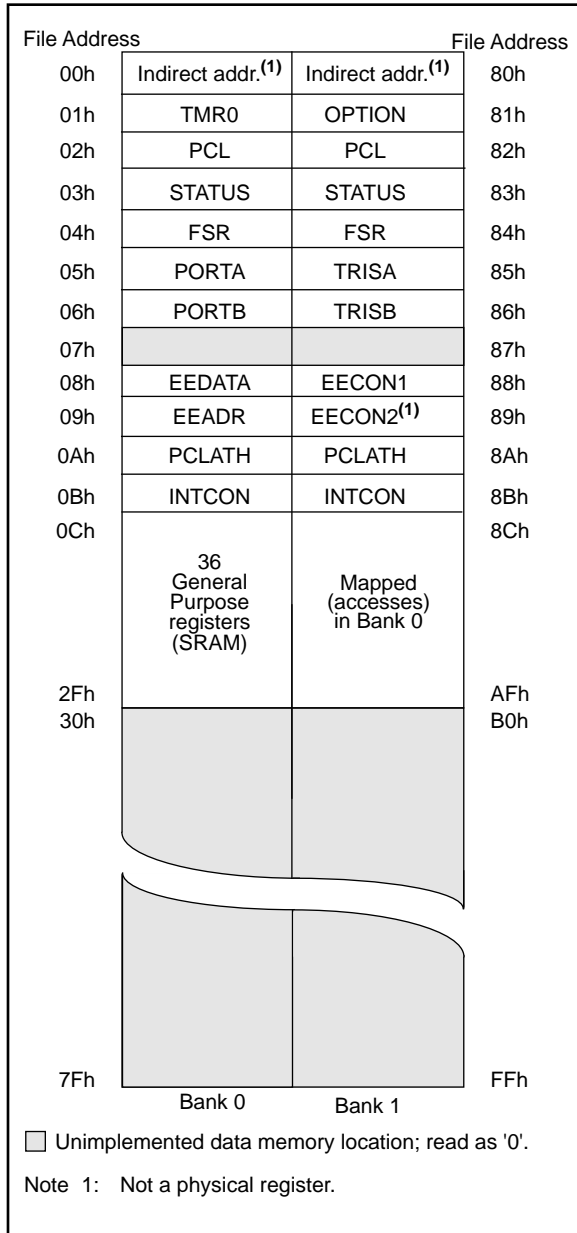 File Address File Address
00h Indirect addr.(1) Indirect addr.(1) 80h
01h TMR0 OPTION 81h
02h PCL PCL 82h
03h STATUS STATUS 83h
04h FSR FSR 84h
05h PORTA TRISA 85h
06h PORTB TRISB 86h
07h 87h
08h EEDATA EECON1 88h
09h EEADR EECON2(1) 89h
0Ah PCLATH PCLATH 8Ah
0Bh INTCON INTCON 8Bh
0Ch 8Ch
36
General
Purpose
registers
(SRAM)
Mapped
(accesses)
in Bank 0
2Fh AFh
30h B0h
7Fh FFh
Bank 0 Bank 1
Unimplemented data memory location; read as '0'.
Note 1: Not a physical register.